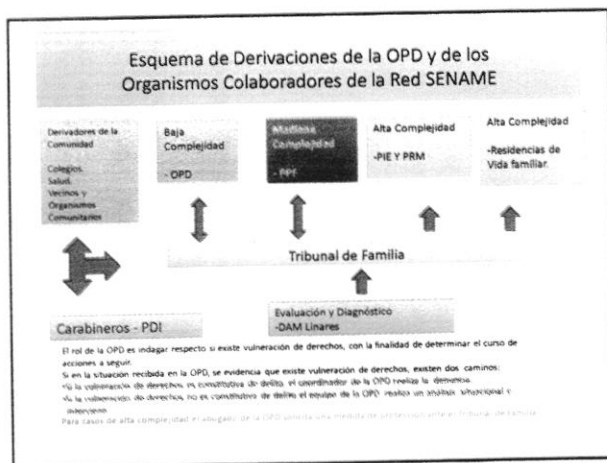 Esquema de Derivaciones de la OPD y de los
Organismos Colaboradores de la Red SENAME
Derivadores de la
Comunidad
Colegios.
Salud.
Vecinos y
Organismos
Comunitarios
Baja
Complejidad
- OPD
Mediana
Complejidad
- PPF
Alta Complejidad
-PIE Y PRM
Alta Complejidad
-Residencias de
Vida familiar.
Tribunal de Familia
Carabineros - PDI
Evaluación y Diagnóstico
-DAM Linares
El rol de la OPD es indagar respecto si existe vulneración de derechos, con la finalidad de determinar el curso de
acciones a seguir.
Si en la situación recibida en la OPD, se evidencia que existe vulneración de derechos, existen dos caminos:
la vulneración de derechos es constitutiva de delito, el coordinador de la OPD realiza la denuncia.
la vulneración de derechos, no es constitutiva de delito el equipo de la OPD realiza un análisis situacional y
interviene.
Para casos de alta complejidad el abogado de la OPD solicita una medida de protección ante el Tribunal de Familia.